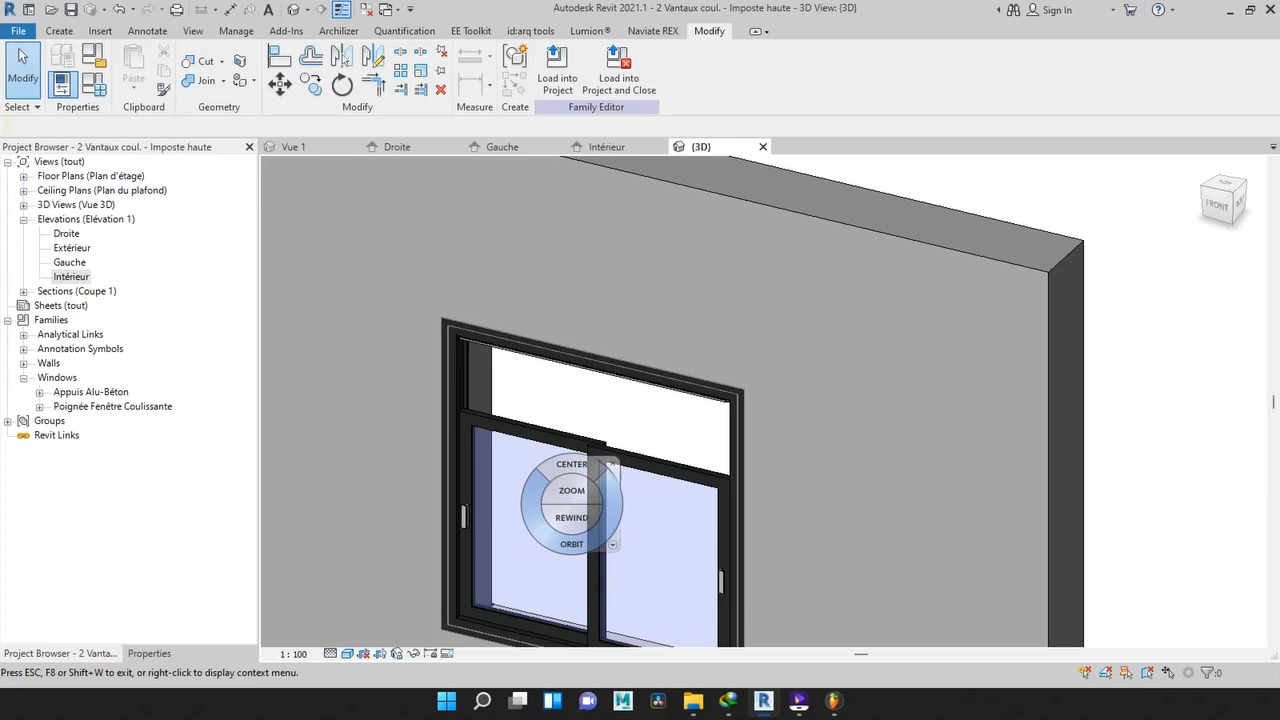 Autodesk Revit 2021.1 - 2 Vantaux coul. - Imposte haute - 3D View: {3D}
Sign In
File Create Insert Annotate View Manage Add-Ins Archilizer Quantification EE Toolkit id:arq tools Lumion® Naviate REX Modify
Modify
Paste
Cut
Join
Load into
Project
Load into
Project and Close
Select Properties Clipboard Geometry Modify Measure Create Family Editor
Project Browser - 2 Vantaux coul. - Imposte haute
Vue 1 Droite Gauche Intérieur {3D}
Views (tout)
Floor Plans (Plan d'étage)
Ceiling Plans (Plan du plafond)
3D Views (Vue 3D)
Elevations (Elévation 1)
Droite
Extérieur
Gauche
Intérieur
Sections (Coupe 1)
Sheets (tout)
Families
Analytical Links
Annotation Symbols
Walls
Windows
Appuis Alu-Béton
Poignée Fenêtre Coulissante
Groups
Revit Links
TOP
FRONT
CENTER
ZOOM
REWIND
ORBIT
Project Browser - 2 Vanta... Properties
1 : 100
Press ESC, F8 or Shift+W to exit, or right-click to display context menu.
:0